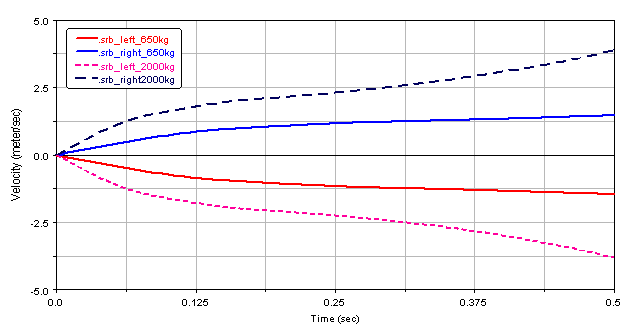 5.0
.srb_left_650kg
.srb_right_650kg
.srb_left_2000kg
.srb_right2000kg
2.5
0.0
-2.5
-5.0
Velocity (meter/sec)
0.0 0.125 0.25 0.375 0.5
Time (sec)